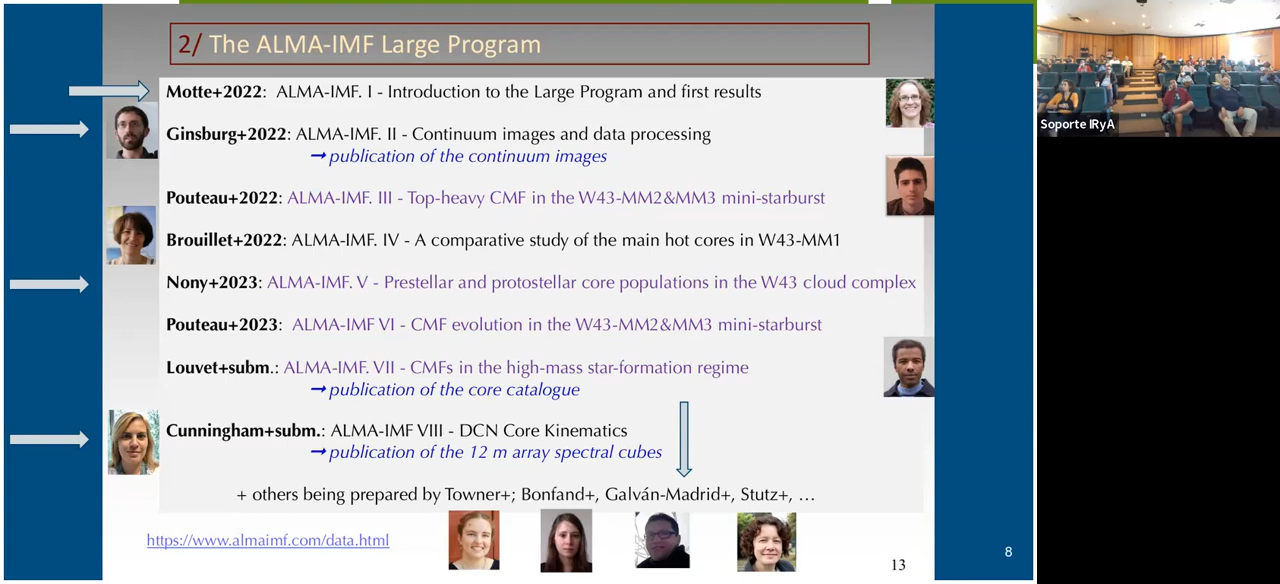 2/ The ALMA-IMF Large Program
Motte+2022: ALMA-IMF. I - Introduction to the Large Program and first results
Ginsburg+2022: ALMA-IMF. II - Continuum images and data processing
→ publication of the continuum images
Pouteau+2022: ALMA-IMF. III - Top-heavy CMF in the W43-MM2&MM3 mini-starburst
Brouillet+2022: ALMA-IMF. IV - A comparative study of the main hot cores in W43-MM1
Nony+2023: ALMA-IMF. V - Prestellar and protostellar core populations in the W43 cloud complex
Pouteau+2023: ALMA-IMF VI - CMF evolution in the W43-MM2&MM3 mini-starburst
Louvet+subm.: ALMA-IMF. VII - CMFs in the high-mass star-formation regime
→ publication of the core catalogue
Cunningham+subm.: ALMA-IMF VIII - DCN Core Kinematics
→ publication of the 12 m array spectral cubes
+ others being prepared by Towner+; Bonfand+, Galván-Madrid+, Stutz+, …
https://www.almaimf.com/data.html
13
8
Soporte IRyA